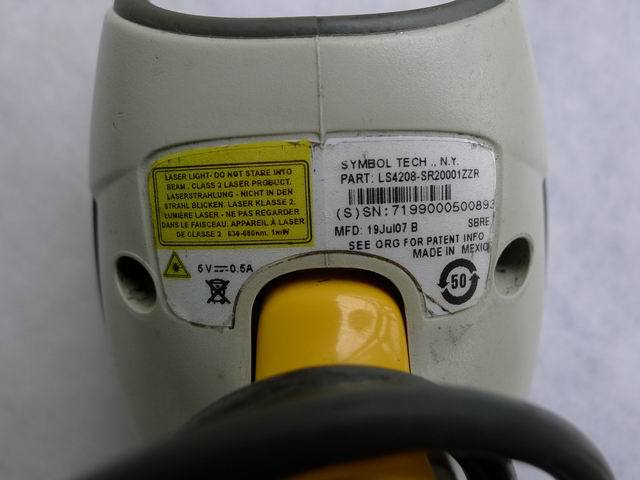 LASER LIGHT- DO NOT STARE INTO
BEAM , CLASS 2 LASER PRODUCT.
LASERSTRAHLUNG - NICHT IN DEN
STRAHL BLICKEN. LASER KLASSE 2.
LUMIÈRE LASER - NE PAS REGARDER
DANS LE FAISCEAU. APPAREIL À LASER
DE CLASSE 2 630-680nm, 1mW
5V 0.5A
SYMBOL TECH ., N.Y.
PART: LS4208-SR20001ZZR
(S)SN: 7199000500893
SBRE
MFD: 19Jul07 B
SEE QRG FOR PATENT INFO
MADE IN MEXICO
50